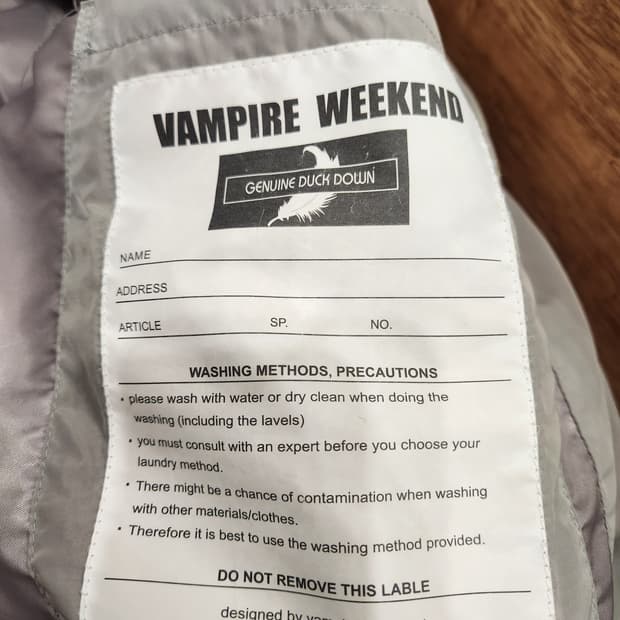 VAMPIRE WEEKEND
GENUINE DUCK DOWN
NAME
ADDRESS
ARTICLE SP. NO.
WASHING METHODS, PRECAUTIONS
• please wash with water or dry clean when doing the
washing (including the lavels)
• you must consult with an expert before you choose your
laundry method.
• There might be a chance of contamination when washing
with other materials/clothes.
• Therefore it is best to use the washing method provided.
DO NOT REMOVE THIS LABLE
designed by